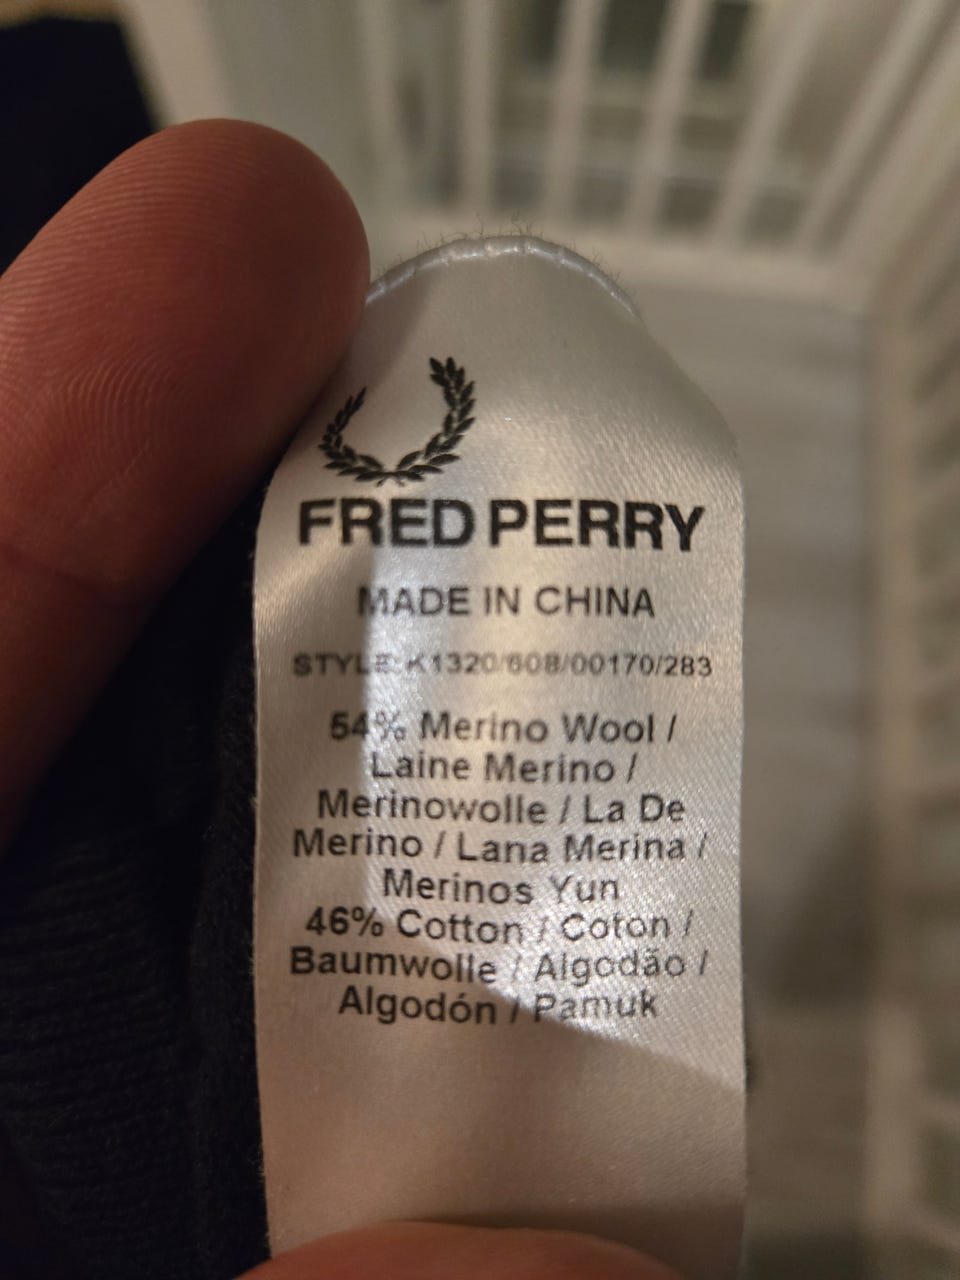 FRED PERRY
MADE IN CHINA
STYLE: K1320/608/00170/283
54% Merino Wool /
Laine Merino /
Merinowolle / La De
Merino / Lana Merina /
Merinos Yun
46% Cotton / Coton /
Baumwolle / Algodão /
Algodón / Pamuk